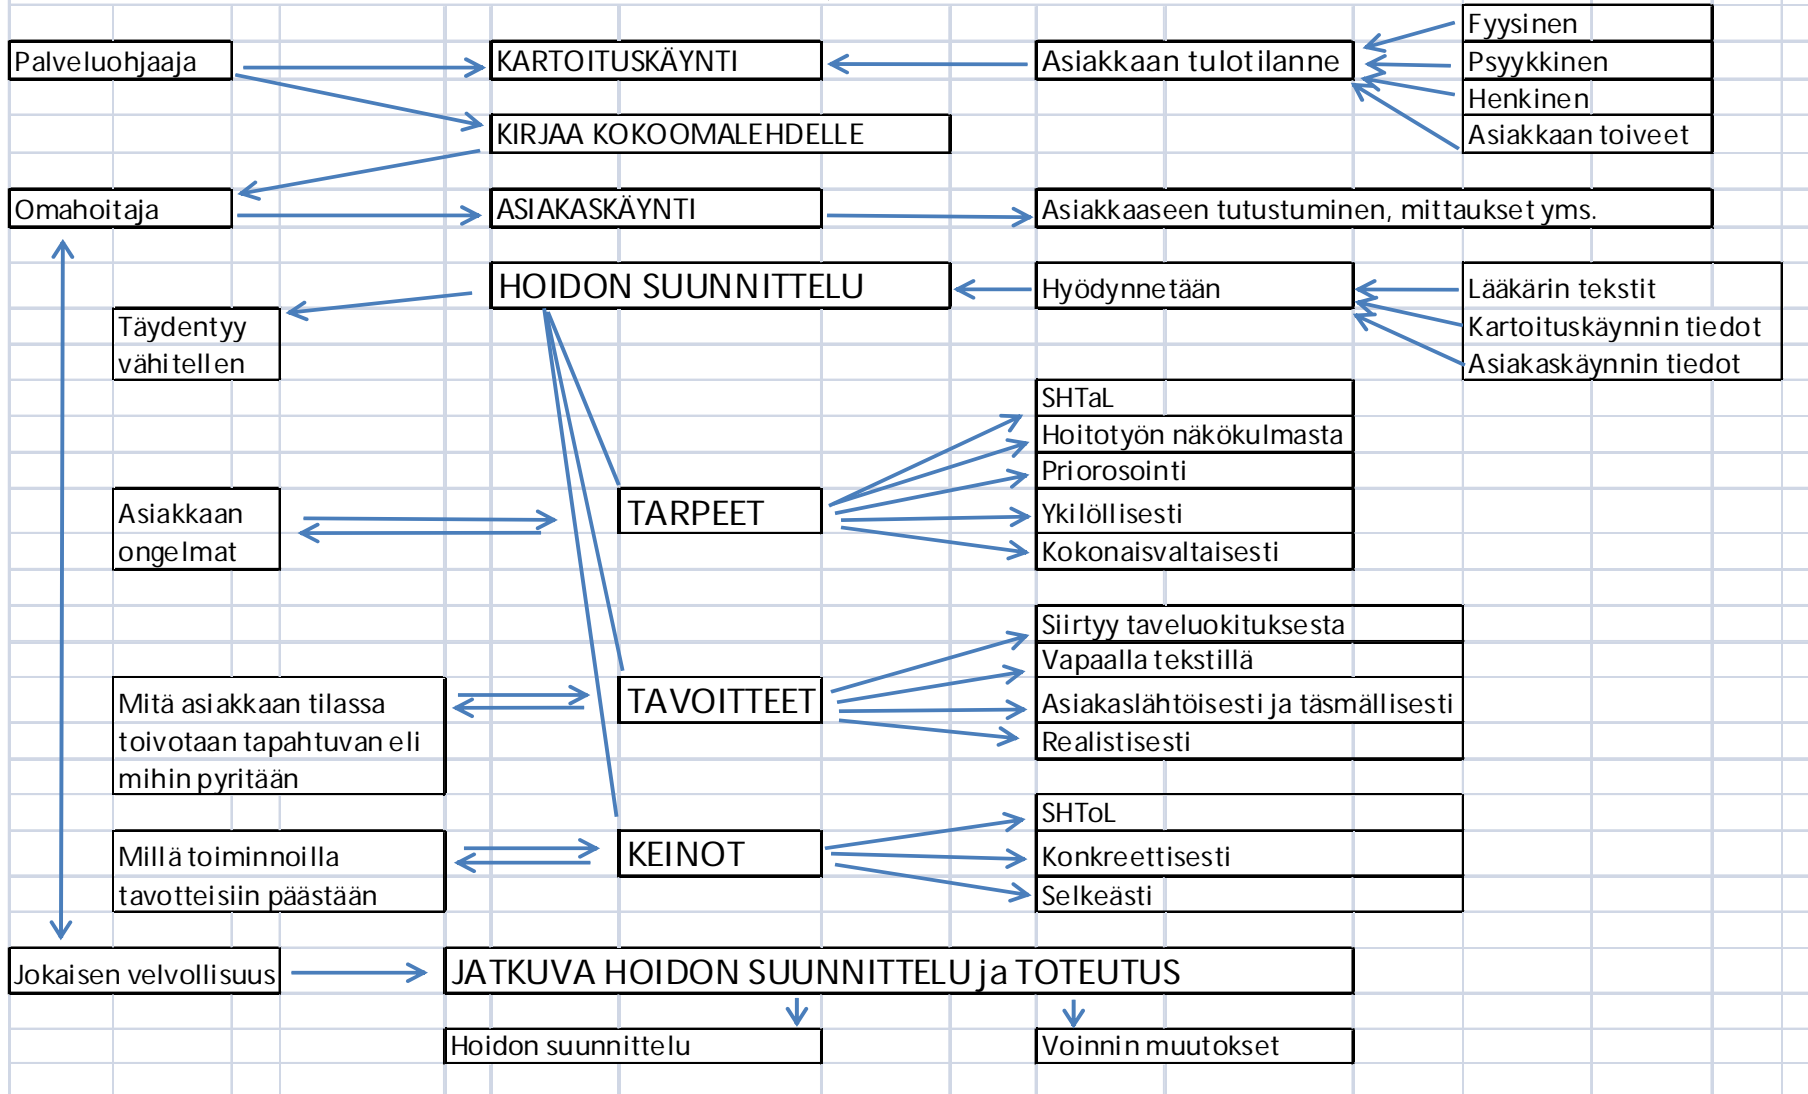 Fyysinen
Palveluohjaaja
KARTOITUSKÄYNTI
Asiakkaan tulotilanne
Psyykkinen
Henkinen
KIRJAA KOKOOMALEHDELLE
Asiakkaan toiveet
Omahoitaja
ASIAKASKÄYNTI
Asiakkaaseen tutustuminen, mittaukset yms.
HOIDON SUUNNITTELU
Hyödynnetään
Lääkärin tekstit
Kartoituskäynnin tiedot
Asiakaskäynnin tiedot
Täydentyy
vähitellen
SHTaL
Hoitotyön näkökulmasta
Priorosointi
Ykilöllisesti
Kokonaisvaltaisesti
Asiakkaan
ongelmat
TARPEET
Siirtyy taveluokituksesta
Vapaalla tekstillä
Asiakaslähtöisesti ja täsmällisesti
Realistisesti
Mitä asiakkaan tilassa
toivotaan tapahtuvan eli
mihin pyritään
TAVOITTEET
SHToL
Konkreettisesti
Selkeästi
Millä toiminnoilla
tavotteisiin päästään
KEINOT
Jokaisen velvollisuus
JATKUVA HOIDON SUUNNITTELU ja TOTEUTUS
Hoidon suunnittelu
Voinnin muutokset